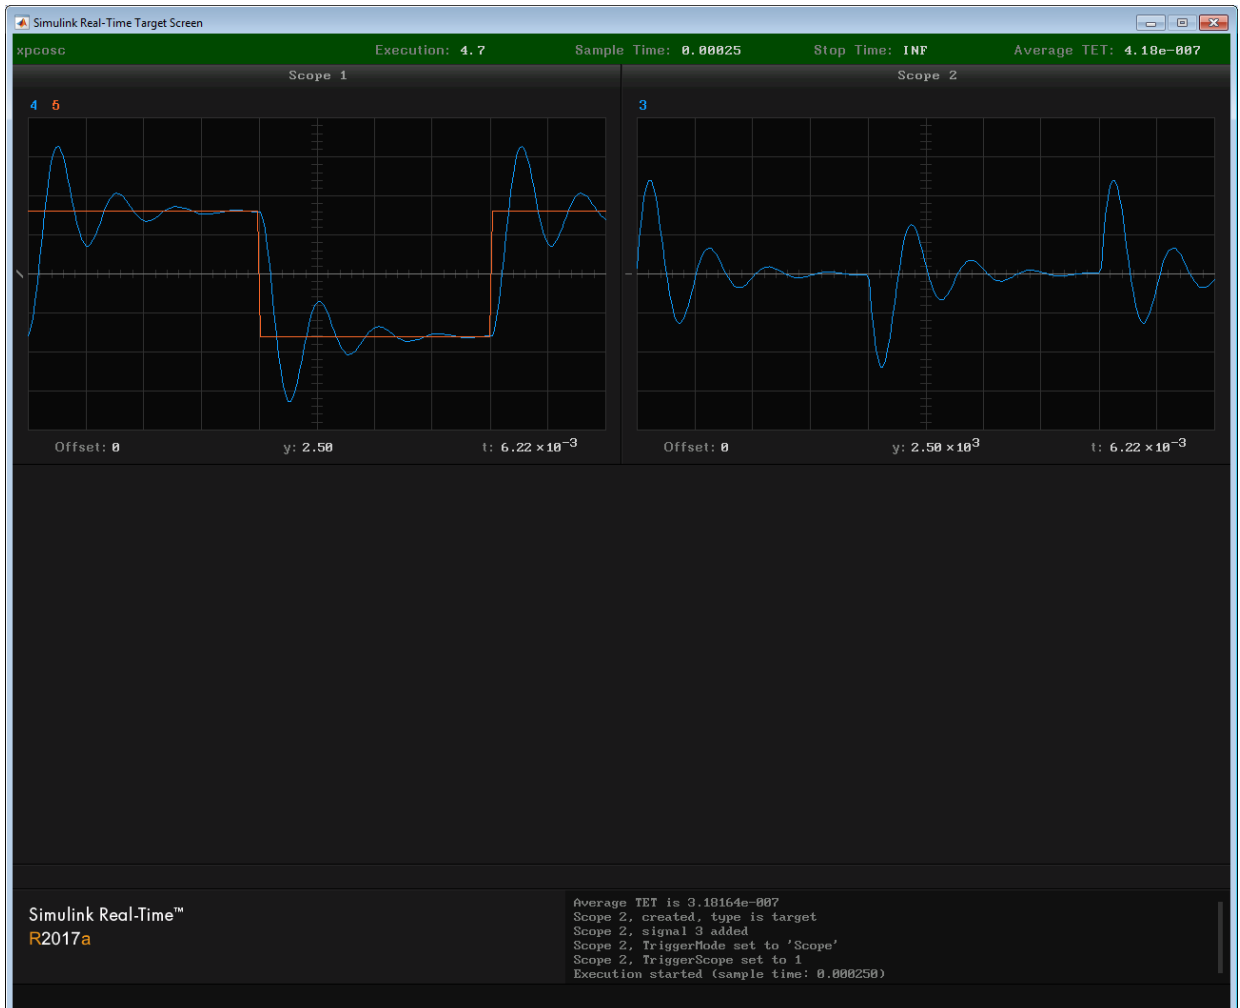 Simulink Real-Time Target Screen
xpcosc Execution: 4.7 Sample Time: 0.00025 Stop Time: INF Average TET: 4.18e-007
Scope 1 Scope 2
4 5 3
Offset: 0 y: 2.50 t: 6.22 ×10⁻³ Offset: 0 y: 2.50 ×10³ t: 6.22 ×10⁻³
Average TET is 3.18164e-007
Scope 2, created, type is target
Scope 2, signal 3 added
Scope 2, TriggerMode set to 'Scope'
Scope 2, TriggerScope set to 1
Execution started (sample time: 0.000250)
Simulink Real-Time™
R2017a